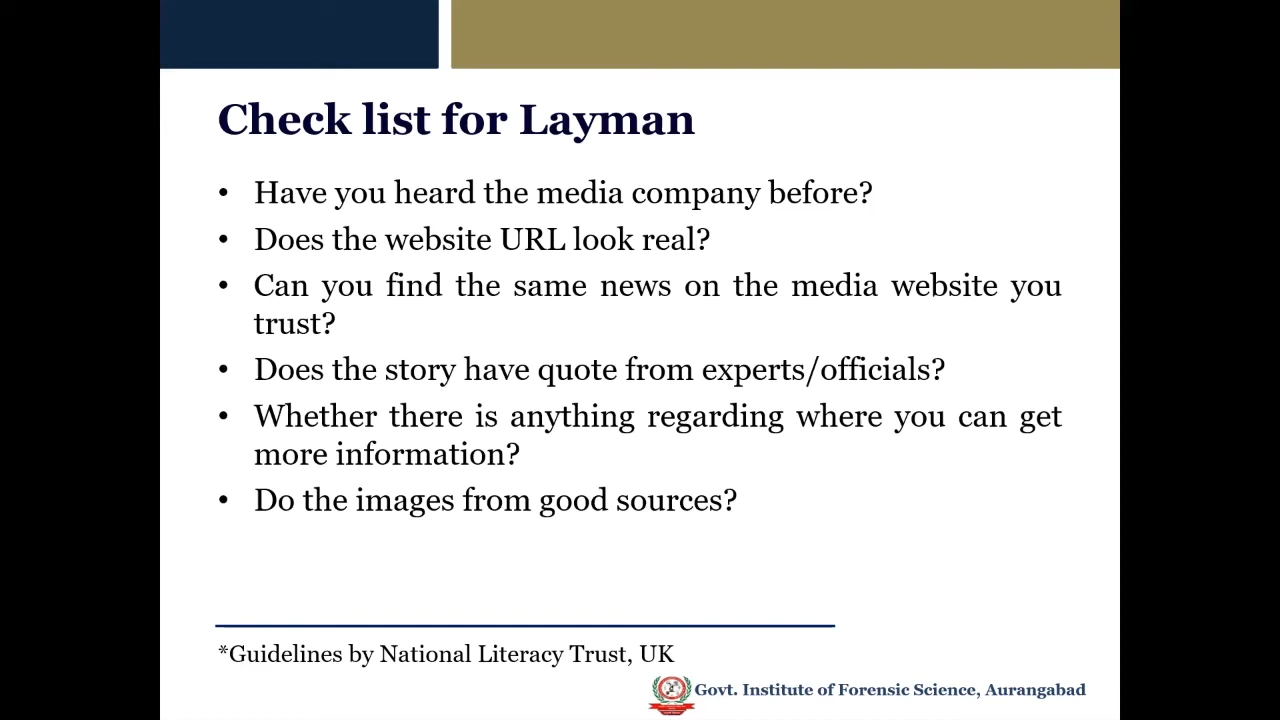 Check list for Layman
• Have you heard the media company before?
• Does the website URL look real?
• Can you find the same news on the media website you
trust?
• Does the story have quote from experts/officials?
• Whether there is anything regarding where you can get
more information?
• Do the images from good sources?
*Guidelines by National Literacy Trust, UK
Govt. Institute of Forensic Science, Aurangabad